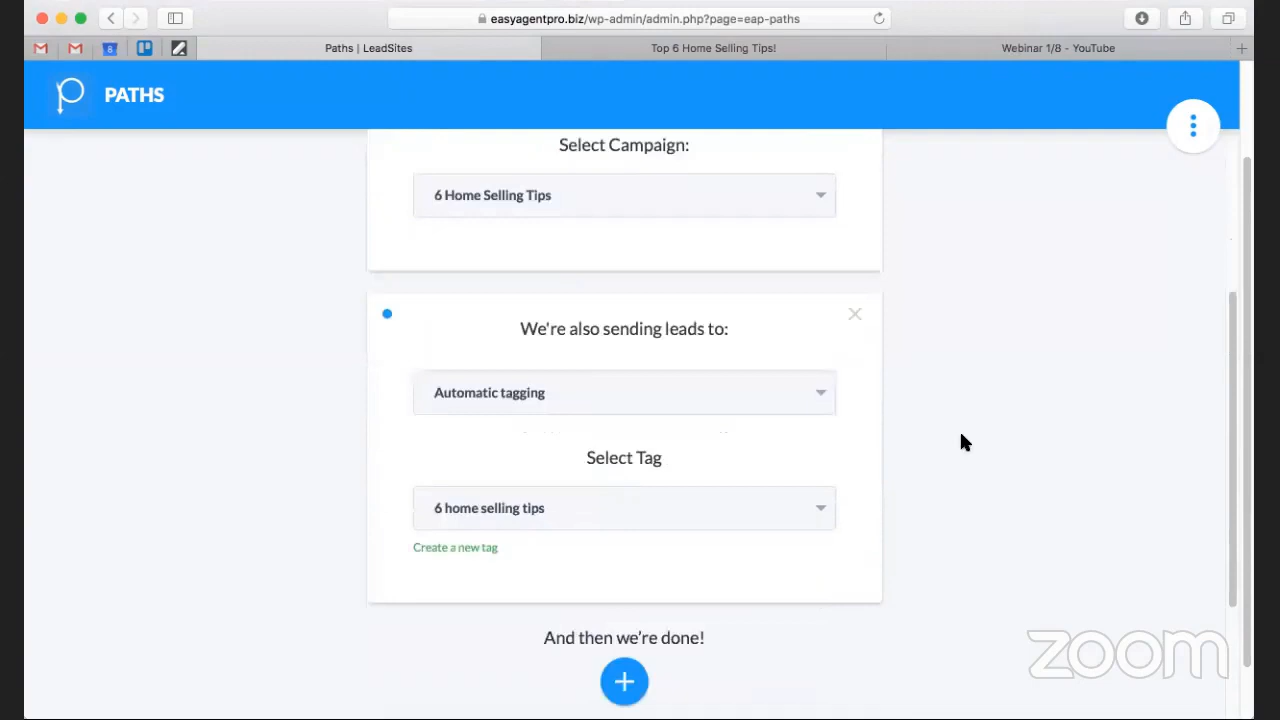 easyagentpro.biz/wp-admin/admin.php?page=eap-paths
8
Paths | LeadSites
Top 6 Home Selling Tips!
Webinar 1/8 - YouTube
PATHS
Select Campaign:
6 Home Selling Tips
We're also sending leads to:
Automatic tagging
Select Tag
6 home selling tips
Create a new tag
And then we're done!
zoom